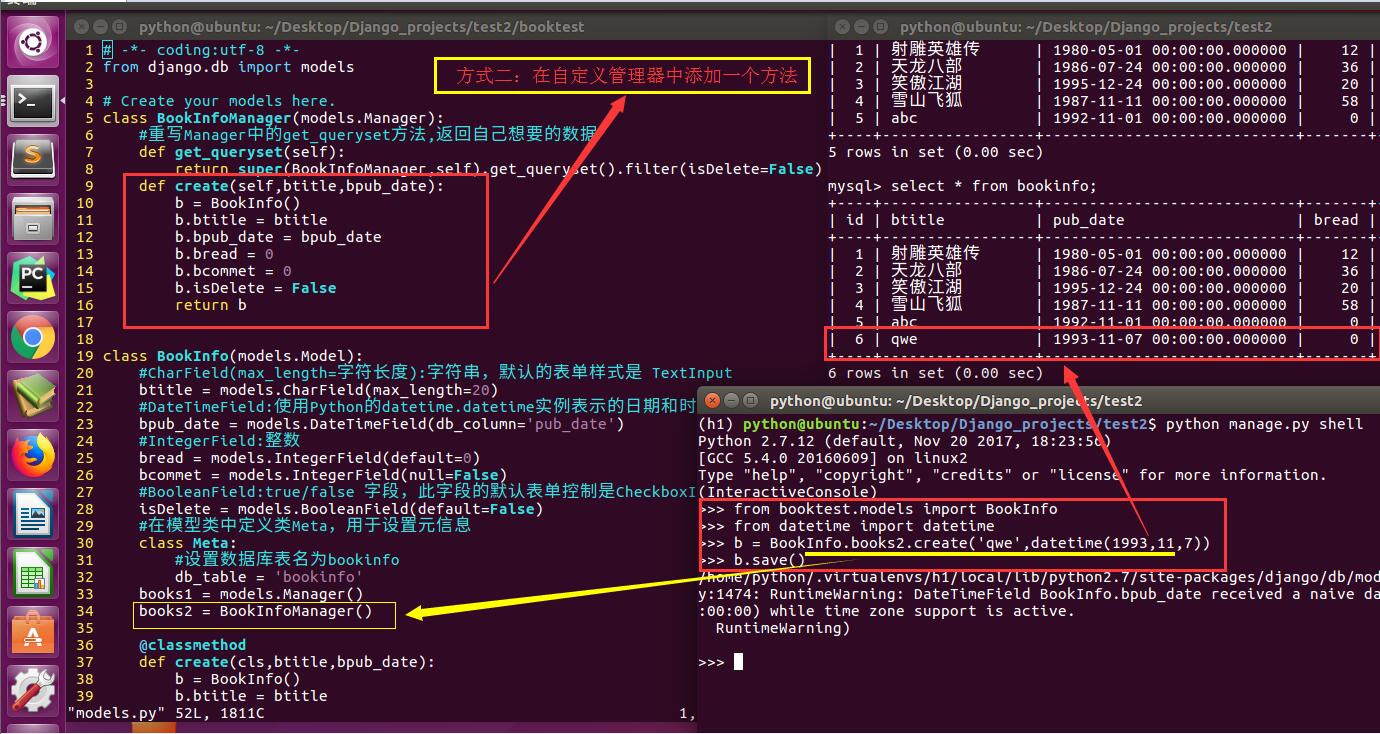 python@ubuntu: ~/Desktop/Django_projects/test2/booktest
1 # -*- coding:utf-8 -*-
2 from django.db import models
3
4 # Create your models here.
5 class BookInfoManager(models.Manager):
6 #重写Manager中的get_queryset方法,返回自己想要的数据
7 def get_queryset(self):
8 return super(BookInfoManager,self).get_queryset().filter(isDelete=False)
9 def create(self,btitle,bpub_date):
10 b = BookInfo()
11 b.btitle = btitle
12 b.bpub_date = bpub_date
13 b.bread = 0
14 b.bcommet = 0
15 b.isDelete = False
16 return b
17
18
19 class BookInfo(models.Model):
20 #CharField(max_length=字符长度):字符串，默认的表单样式是 TextInput
21 btitle = models.CharField(max_length=20)
22 #DateTimeField:使用Python的datetime.datetime实例表示的日期和时
23 bpub_date = models.DateTimeField(db_column='pub_date')
24 #IntegerField:整数
25 bread = models.IntegerField(default=0)
26 bcommet = models.IntegerField(null=False)
27 #BooleanField:true/false 字段，此字段的默认表单控制是CheckboxI
28 isDelete = models.BooleanField(default=False)
29 #在模型类中定义类Meta，用于设置元信息
30 class Meta:
31 #设置数据库表名为bookinfo
32 db_table = 'bookinfo'
33 books1 = models.Manager()
34 books2 = BookInfoManager()
35
36 @classmethod
37 def create(cls,btitle,bpub_date):
38 b = BookInfo()
39 b.btitle = btitle
"models.py" 52L, 1811C 1,
方式二：在自定义管理器中添加一个方法
python@ubuntu: ~/Desktop/Django_projects/test2
| 1 | 射雕英雄传 | 1980-05-01 00:00:00.000000 | 12 |
| 2 | 天龙八部 | 1986-07-24 00:00:00.000000 | 36 |
| 3 | 笑傲江湖 | 1995-12-24 00:00:00.000000 | 20 |
| 4 | 雪山飞狐 | 1987-11-11 00:00:00.000000 | 58 |
| 5 | abc | 1992-11-01 00:00:00.000000 | 0 |
+----+-----------------+----------------------------+-------+
5 rows in set (0.00 sec)
mysql> select * from bookinfo;
+----+-----------------+----------------------------+-------+
| id | btitle | pub_date | bread |
+----+-----------------+----------------------------+-------+
| 1 | 射雕英雄传 | 1980-05-01 00:00:00.000000 | 12 |
| 2 | 天龙八部 | 1986-07-24 00:00:00.000000 | 36 |
| 3 | 笑傲江湖 | 1995-12-24 00:00:00.000000 | 20 |
| 4 | 雪山飞狐 | 1987-11-11 00:00:00.000000 | 58 |
| 5 | abc | 1992-11-01 00:00:00.000000 | 0 |
| 6 | qwe | 1993-11-07 00:00:00.000000 | 0 |
+----+-----------------+----------------------------+-------+
6 rows in set (0.00 sec)
python@ubuntu: ~/Desktop/Django_projects/test2
(h1) python@ubuntu:~/Desktop/Django_projects/test2$ python manage.py shell
Python 2.7.12 (default, Nov 20 2017, 18:23:56)
[GCC 5.4.0 20160609] on linux2
Type "help", "copyright", "credits" or "license" for more information.
(InteractiveConsole)
>>> from booktest.models import BookInfo
>>> from datetime import datetime
>>> b = BookInfo.books2.create('qwe',datetime(1993,11,7))
>>> b.save()
/home/python/.virtualenvs/h1/local/lib/python2.7/site-packages/django/db/mod
y:1474: RuntimeWarning: DateTimeField BookInfo.bpub_date received a naive da
:00:00) while time zone support is active.
RuntimeWarning)
>>>